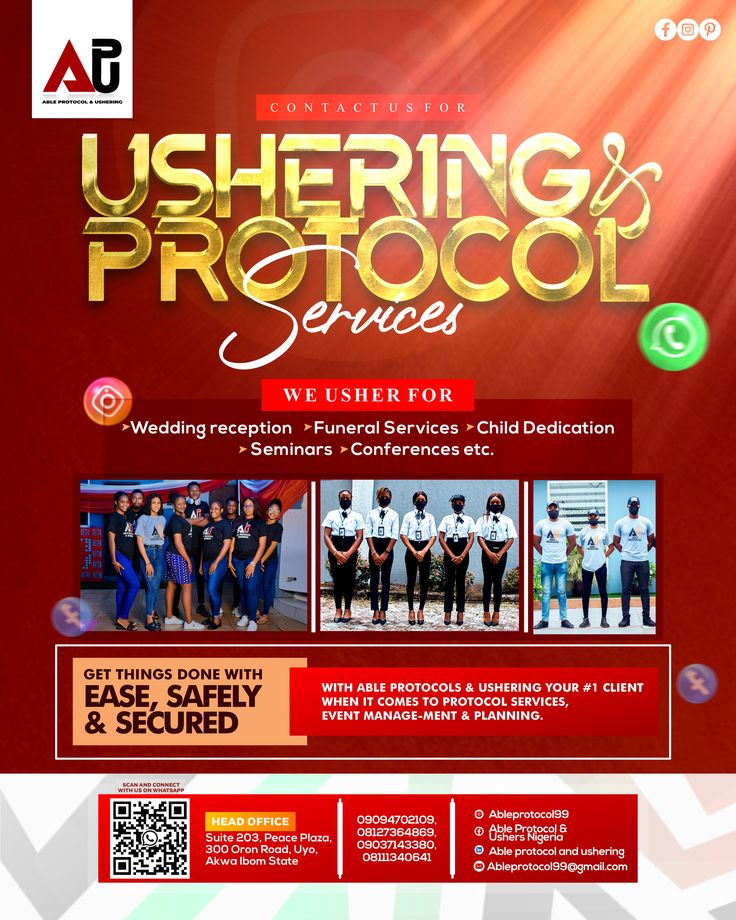 APU
ABLE PROTOCOL & USHERING
CONTACT US FOR
USHERING &
PROTOCOL
Services
WE USHER FOR
Wedding reception Funeral Services Child Dedication
Seminars Conferences etc.
GET THINGS DONE WITH
EASE, SAFELY
& SECURED
WITH ABLE PROTOCOLS & USHERING YOUR #1 CLIENT
WHEN IT COMES TO PROTOCOL SERVICES,
EVENT MANAGE-MENT & PLANNING.
SCAN AND CONNECT
WITH US ON WHATSAPP
HEAD OFFICE
Suite 203, Peace Plaza,
300 Oron Road, Uyo,
Akwa Ibom State
09094702109,
08127364869,
09037143380,
08111340641
Ableprotocol99
Able Protocol &
Ushers Nigeria
Able protocol and ushering
Ableprotocol99@gmail.com